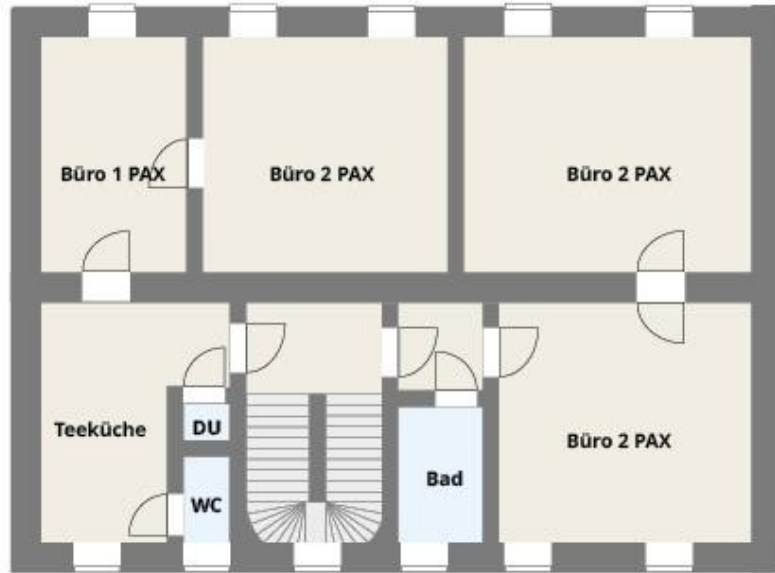 Büro 1 PAX
Büro 2 PAX
Büro 2 PAX
Teeküche
DU
WC
Bad
Büro 2 PAX